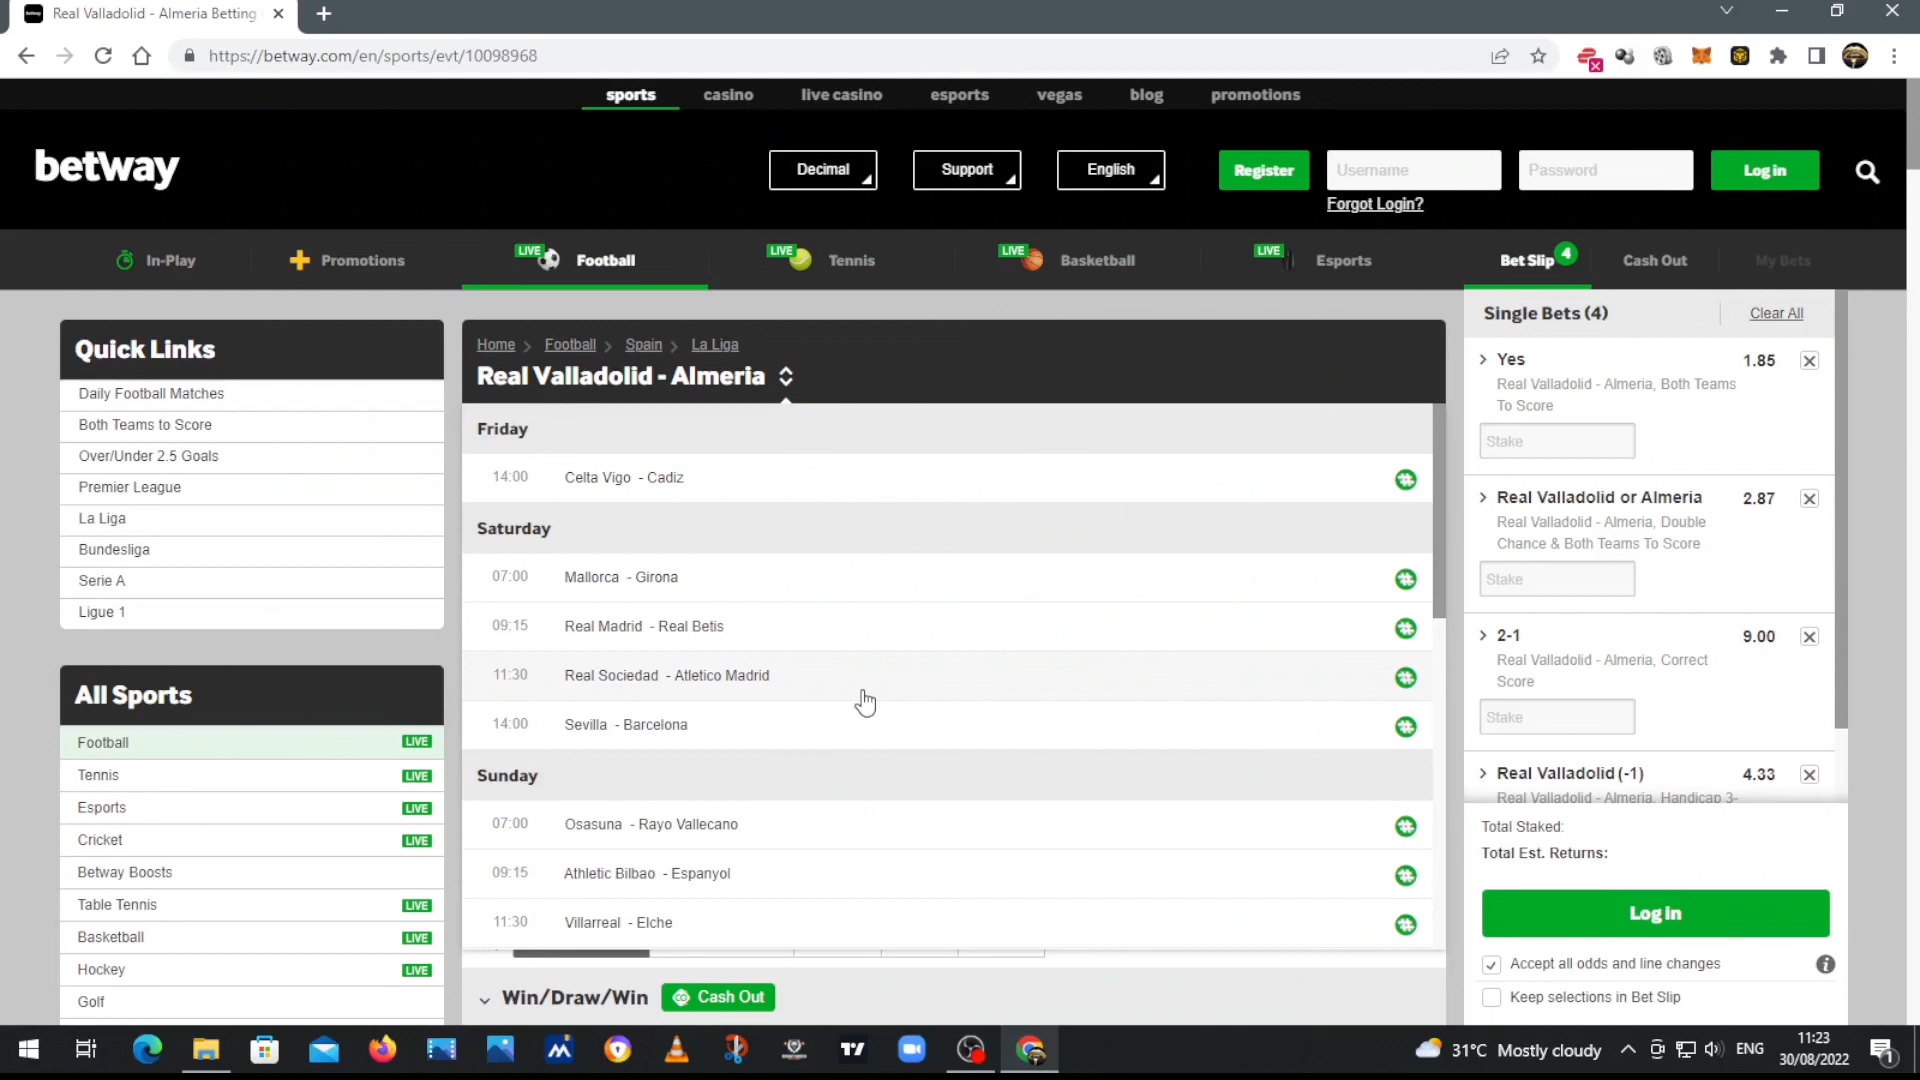 Real Valladolid - Almeria Betting
https://betway.com/en/sports/evt/10098968
sports casino live casino esports vegas blog promotions
betway
Decimal Support English Register Username Password Log in
Forgot Login?
In-Play Promotions LIVE Football LIVE Tennis LIVE Basketball LIVE Esports Bet Slip 4 Cash Out My Bets
Quick Links
Daily Football Matches
Both Teams to Score
Over/Under 2.5 Goals
Premier League
La Liga
Bundesliga
Serie A
Ligue 1
All Sports
Football LIVE
Tennis LIVE
Esports LIVE
Cricket LIVE
Betway Boosts
Table Tennis LIVE
Basketball LIVE
Hockey LIVE
Golf
Home > Football > Spain > La Liga
Real Valladolid - Almeria
Friday
14:00 Celta Vigo - Cadiz
Saturday
07:00 Mallorca - Girona
09:15 Real Madrid - Real Betis
11:30 Real Sociedad - Atletico Madrid
14:00 Sevilla - Barcelona
Sunday
07:00 Osasuna - Rayo Vallecano
09:15 Athletic Bilbao - Espanyol
11:30 Villarreal - Elche
Win/Draw/Win Cash Out
Single Bets (4) Clear All
Yes 1.85
Real Valladolid - Almeria, Both Teams
To Score
Stake
Real Valladolid or Almeria 2.87
Real Valladolid - Almeria, Double
Chance & Both Teams To Score
Stake
2-1 9.00
Real Valladolid - Almeria, Correct
Score
Stake
Real Valladolid (-1) 4.33
Real Valladolid - Almeria, Handicap 3-
Total Staked:
Total Est. Returns:
Log in
Accept all odds and line changes
Keep selections in Bet Slip
31°C Mostly cloudy ENG
11:23
30/08/2022
1